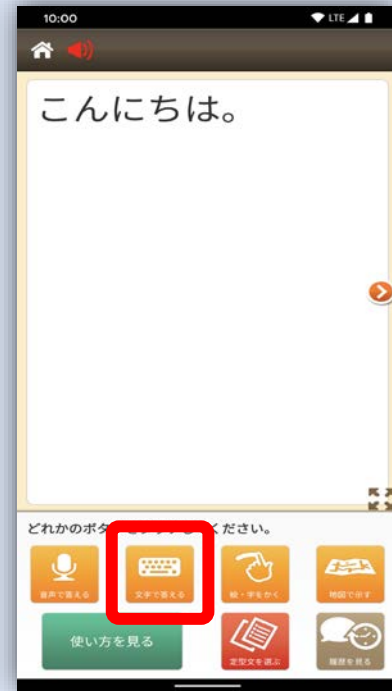 10:00 LTE
こんにちは。
どれかのボタ ください。
音声で答える 文字で答える 絵・字をかく 地図で示す
使い方を見る 定型文を選ぶ 履歴を見る